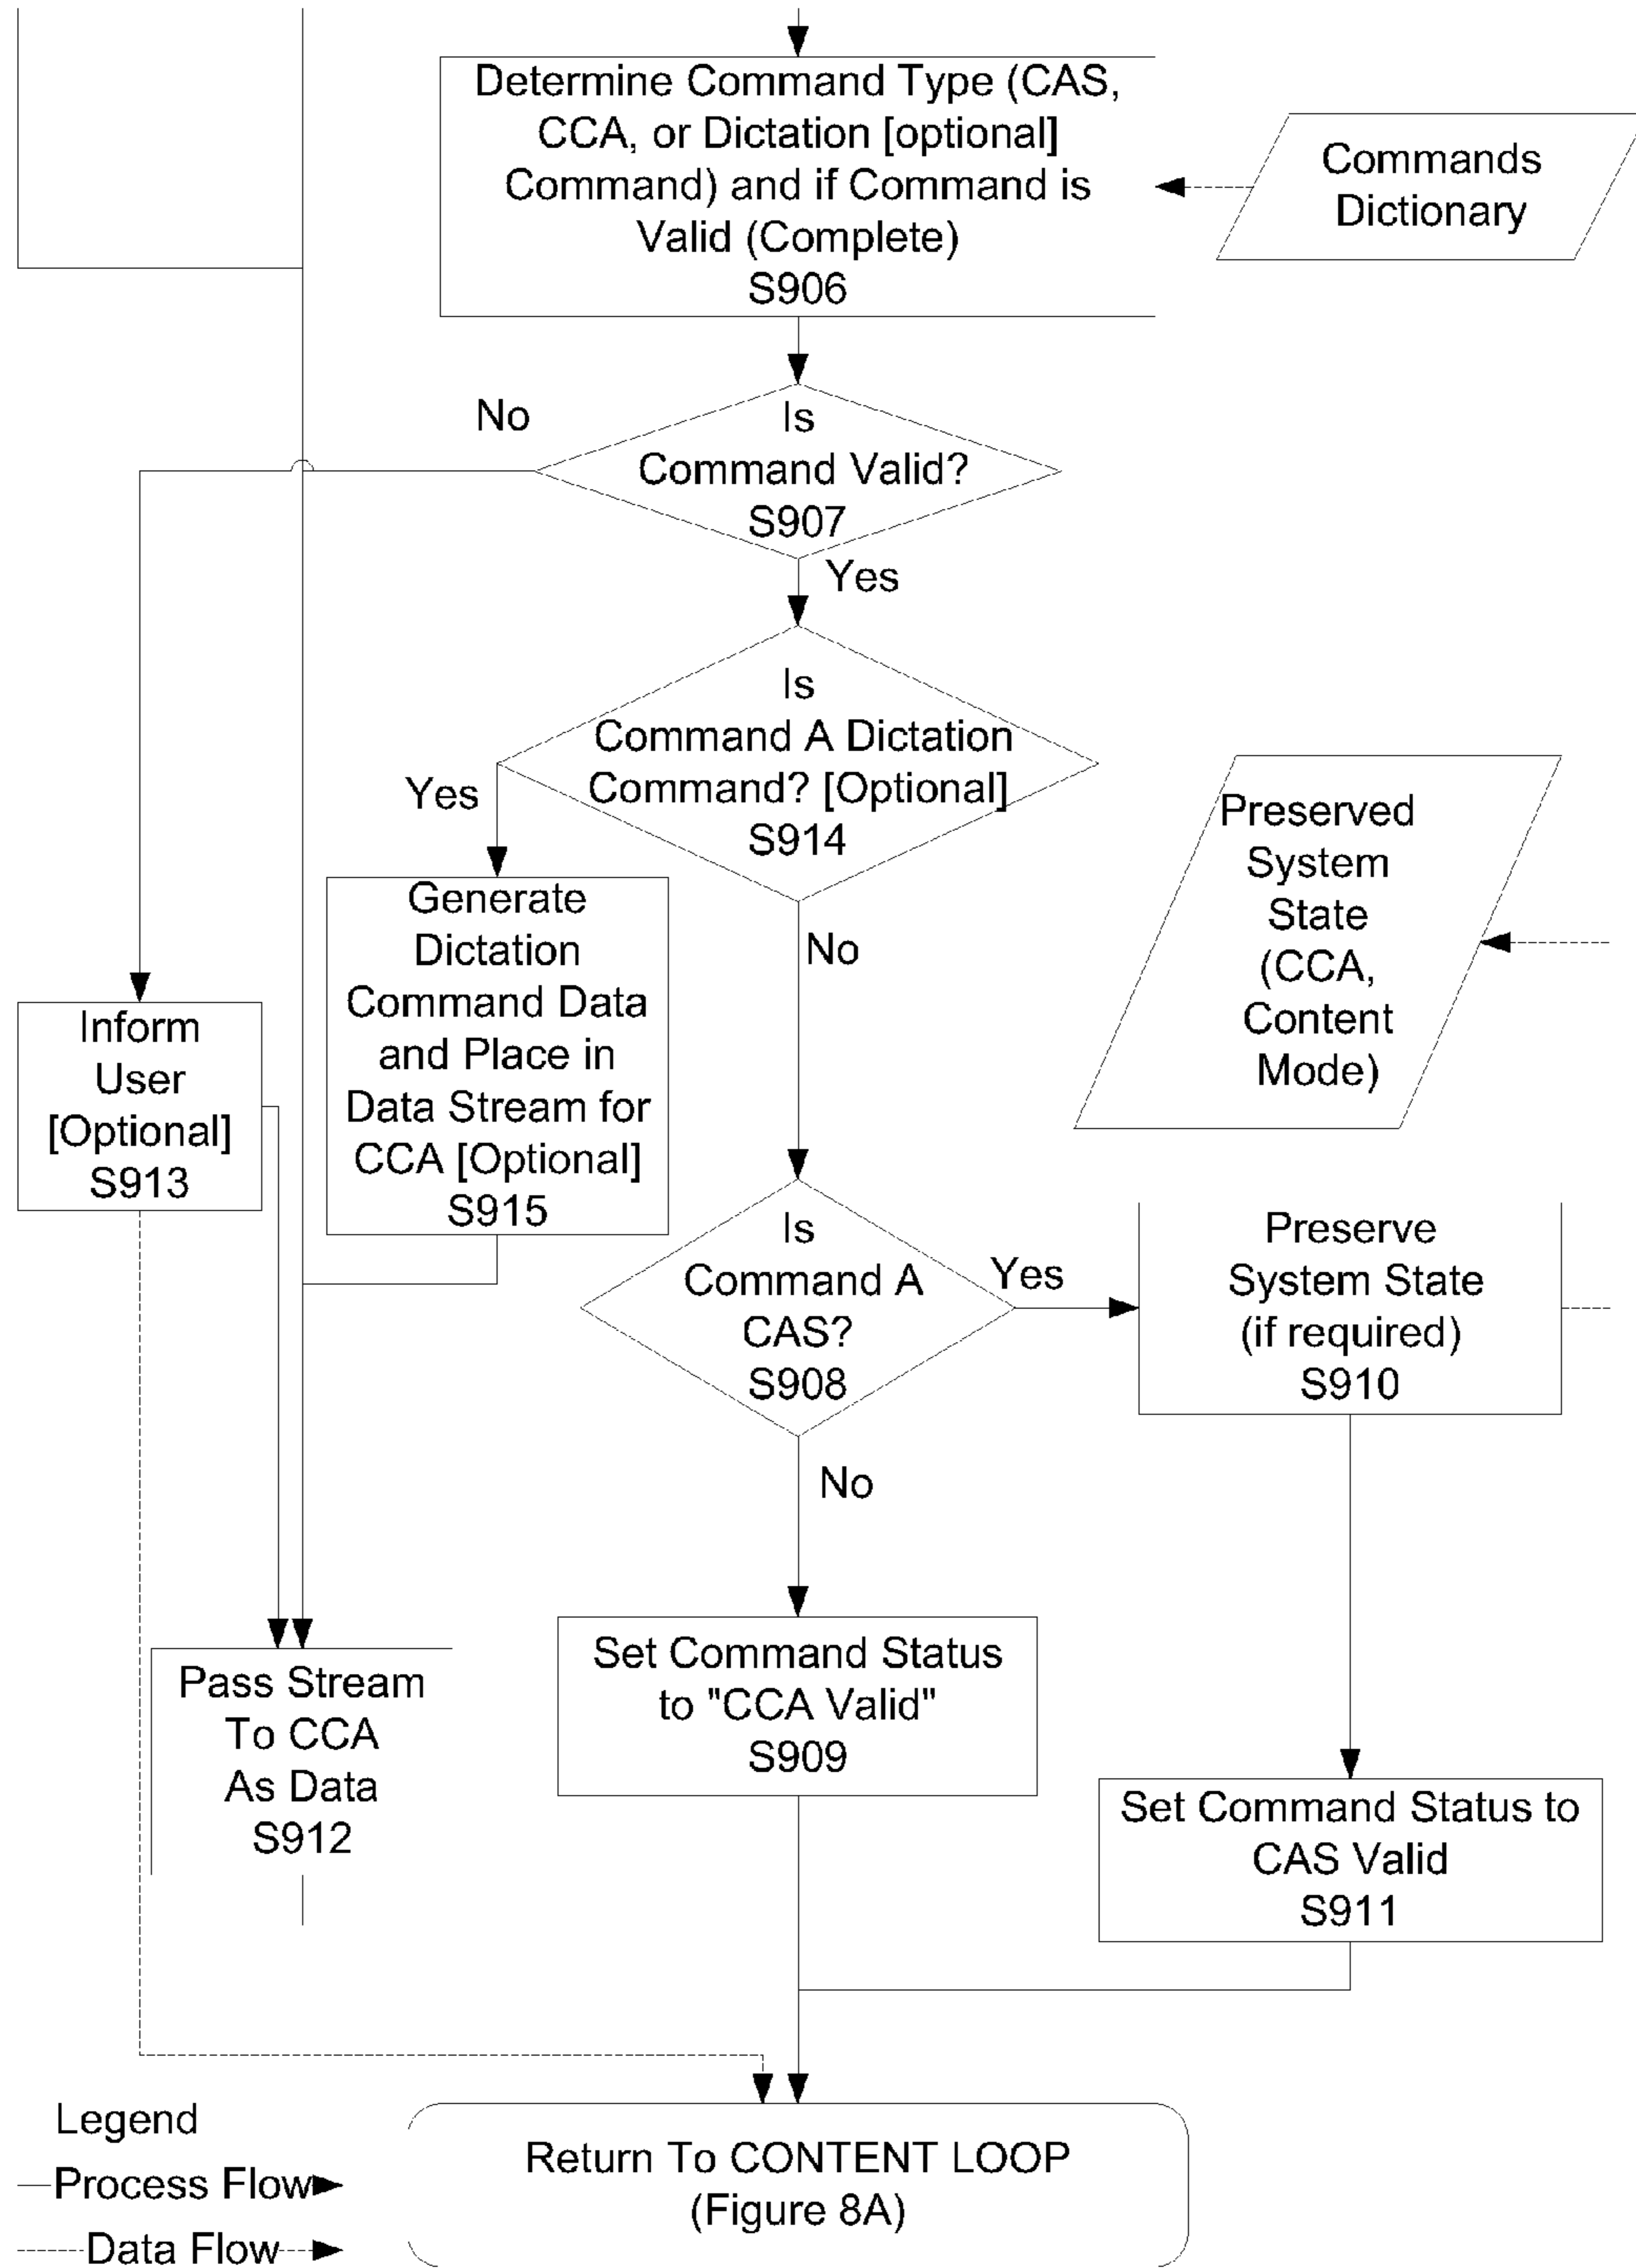 Determine Command Type (CAS,
CCA, or Dictation [optional]
Command) and if Command is
Valid (Complete)
S906
Commands
Dictionary
No
Is
Command Valid?
S907
Yes
Is
Command A Dictation
Command? [Optional]
S914
Yes
No
Generate
Dictation
Command Data
and Place in
Data Stream for
CCA [Optional]
S915
Preserved
System
State
(CCA,
Content
Mode)
Inform
User
[Optional]
S913
Is
Command A
CAS?
S908
Yes
No
Preserve
System State
(if required)
S910
Pass Stream
To CCA
As Data
S912
Set Command Status
to "CCA Valid"
S909
Set Command Status to
CAS Valid
S911
Legend
Process Flow
Data Flow
Return To CONTENT LOOP
(Figure 8A)